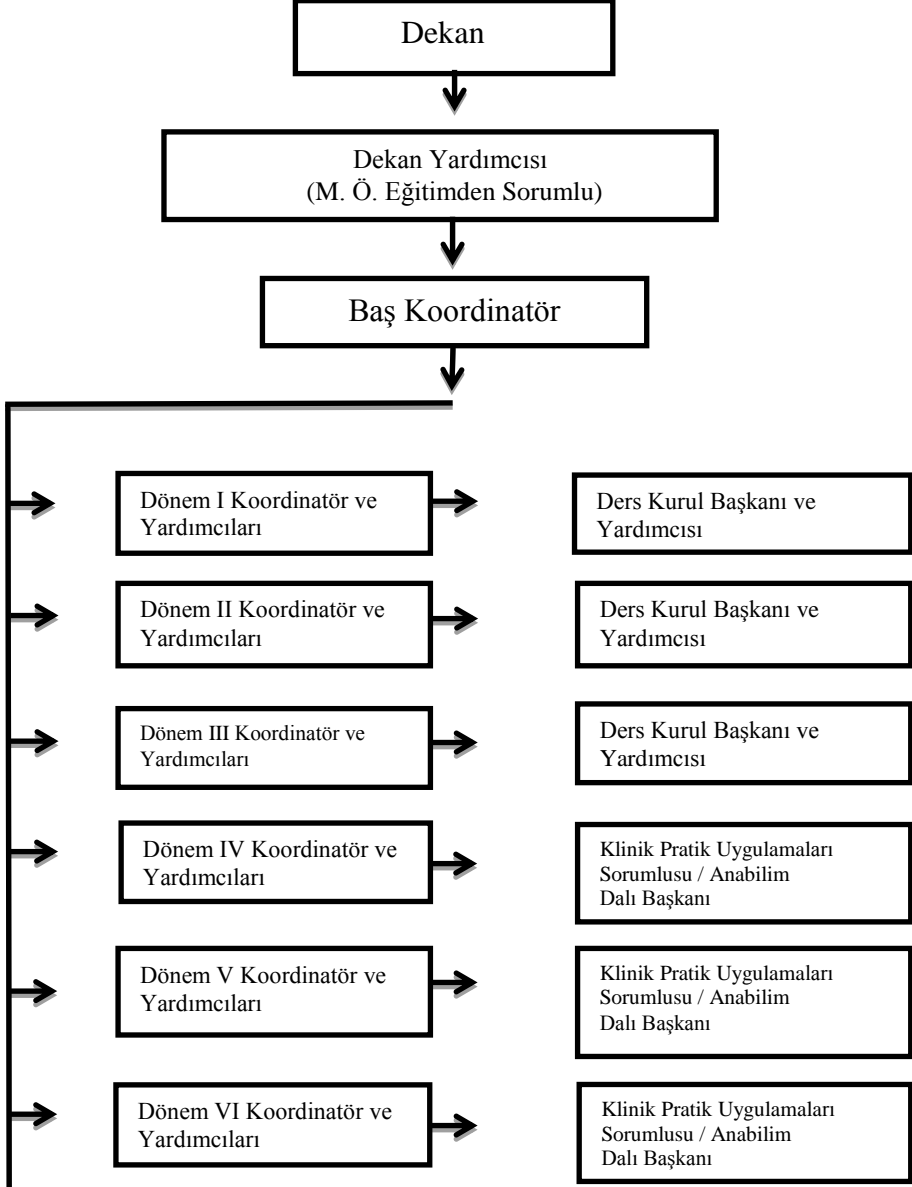 Dekan
Dekan Yardımcısı
(M. Ö. Eğitimden Sorumlu)
Baş Koordinatör
Dönem I Koordinatör ve
Yardımcıları
Ders Kurul Başkanı ve
Yardımcısı
Dönem II Koordinatör ve
Yardımcıları
Ders Kurul Başkanı ve
Yardımcısı
Dönem III Koordinatör ve
Yardımcıları
Ders Kurul Başkanı ve
Yardımcısı
Dönem IV Koordinatör ve
Yardımcıları
Klinik Pratik Uygulamaları
Sorumlusu / Anabilim
Dalı Başkanı
Dönem V Koordinatör ve
Yardımcıları
Klinik Pratik Uygulamaları
Sorumlusu / Anabilim
Dalı Başkanı
Dönem VI Koordinatör ve
Yardımcıları
Klinik Pratik Uygulamaları
Sorumlusu / Anabilim
Dalı Başkanı